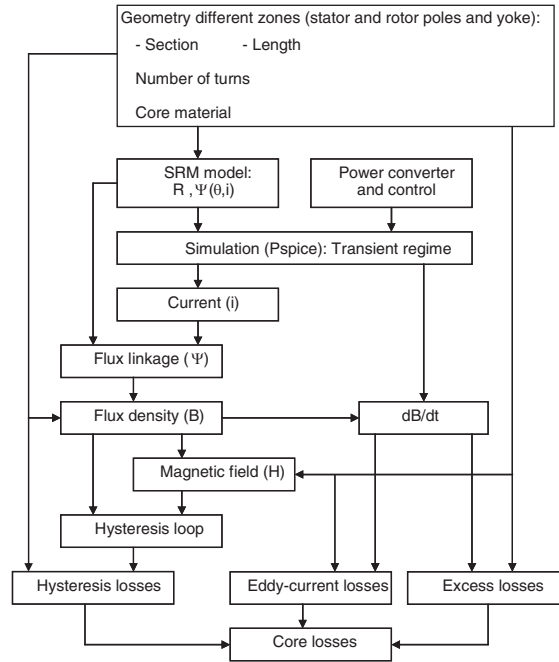 Geometry different zones (stator and rotor poles and yoke):
- Section - Length
Number of turns
Core material
SRM model:
R ,Ψ(θ,i)
Power converter
and control
Simulation (Pspice): Transient regime
Current (i)
Flux linkage (Ψ)
Flux density (B)
dB/dt
Magnetic field (H)
Hysteresis loop
Hysteresis losses
Eddy-current losses
Excess losses
Core losses